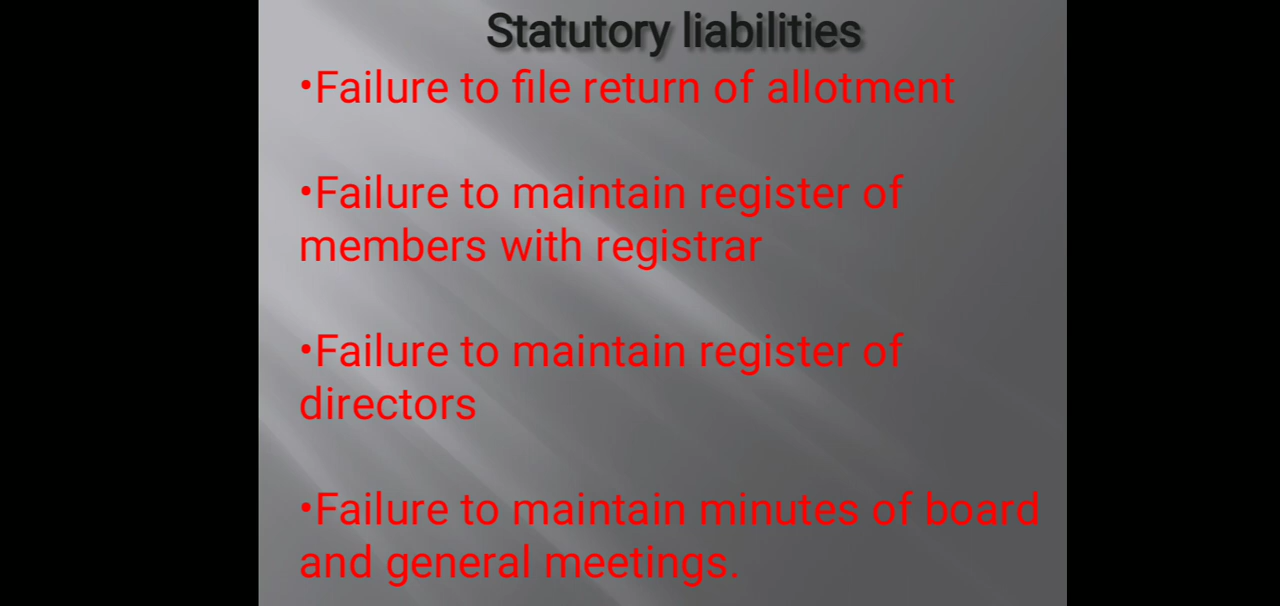 Statutory liabilities
•Failure to file return of allotment
•Failure to maintain register of
members with registrar
•Failure to maintain register of
directors
•Failure to maintain minutes of board
and general meetings.